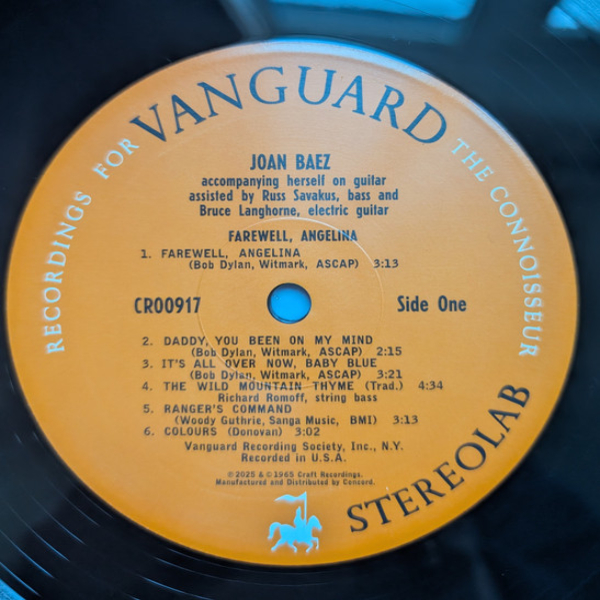 VANGUARD
RECORDINGS FOR THE CONNOISSEUR
JOAN BAEZ
accompanying herself on guitar
assisted by Russ Savakus, bass and
Bruce Langhorne, electric guitar
FAREWELL, ANGELINA
1. FAREWELL, ANGELINA
(Bob Dylan, Witmark, ASCAP) 3:13
CR00917 Side One
2. DADDY, YOU BEEN ON MY MIND
(Bob Dylan, Witmark, ASCAP) 2:15
3. IT'S ALL OVER NOW, BABY BLUE
(Bob Dylan, Witmark, ASCAP) 3:21
4. THE WILD MOUNTAIN THYME (Trad.) 4:34
Richard Romoff, string bass
5. RANGER'S COMMAND
(Woody Guthrie, Sanga Music, BMI) 3:13
6. COLOURS (Donovan) 3:02
Vanguard Recording Society, Inc., N.Y.
Recorded in U.S.A.
©2025 & ℗1965 Craft Recordings.
Manufactured and Distributed by Concord.
STEREOLAB